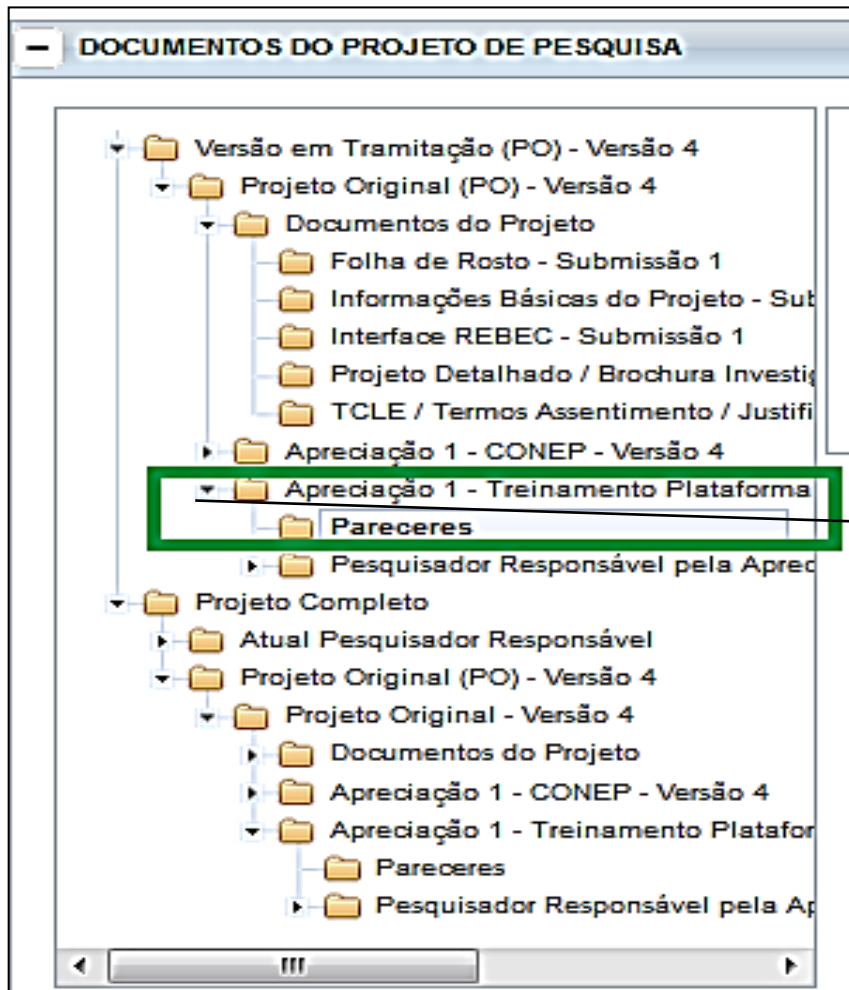 DOCUMENTOS DO PROJETO DE PESQUISA
Versão em Tramitação (PO) - Versão 4
Projeto Original (PO) - Versão 4
Documentos do Projeto
Folha de Rosto - Submissão 1
Informações Básicas do Projeto - Sub
Interface REBEC - Submissão 1
Projeto Detalhado / Brochura Investig
TCLE / Termos Assentimento / Justifi
Apreciação 1 - CONEP - Versão 4
Apreciação 1 - Treinamento Plataforma
Pareceres
Pesquisador Responsável pela Aprec
Projeto Completo
Atual Pesquisador Responsável
Projeto Original (PO) - Versão 4
Projeto Original - Versão 4
Documentos do Projeto
Apreciação 1 - CONEP - Versão 4
Apreciação 1 - Treinamento Platafor
Pareceres
Pesquisador Responsável pela Ap